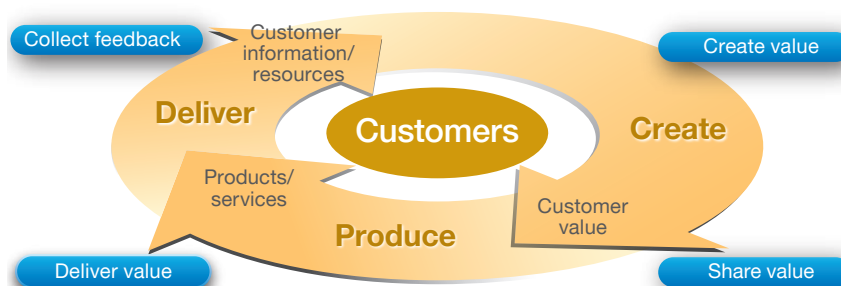 Collect feedback
Customer
information/
resources
Create value
Deliver
Customers
Create
Products/
services
Customer
value
Produce
Deliver value
Share value